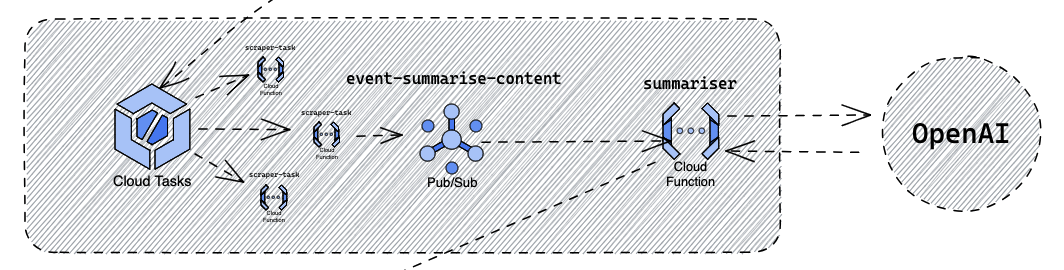 scraper-task
Cloud
Function
event-summarise-content
summariser
scraper-task
Cloud
Function
OpenAI
Cloud Tasks
Pub/Sub
Cloud
Function
scraper-task
Cloud
Function